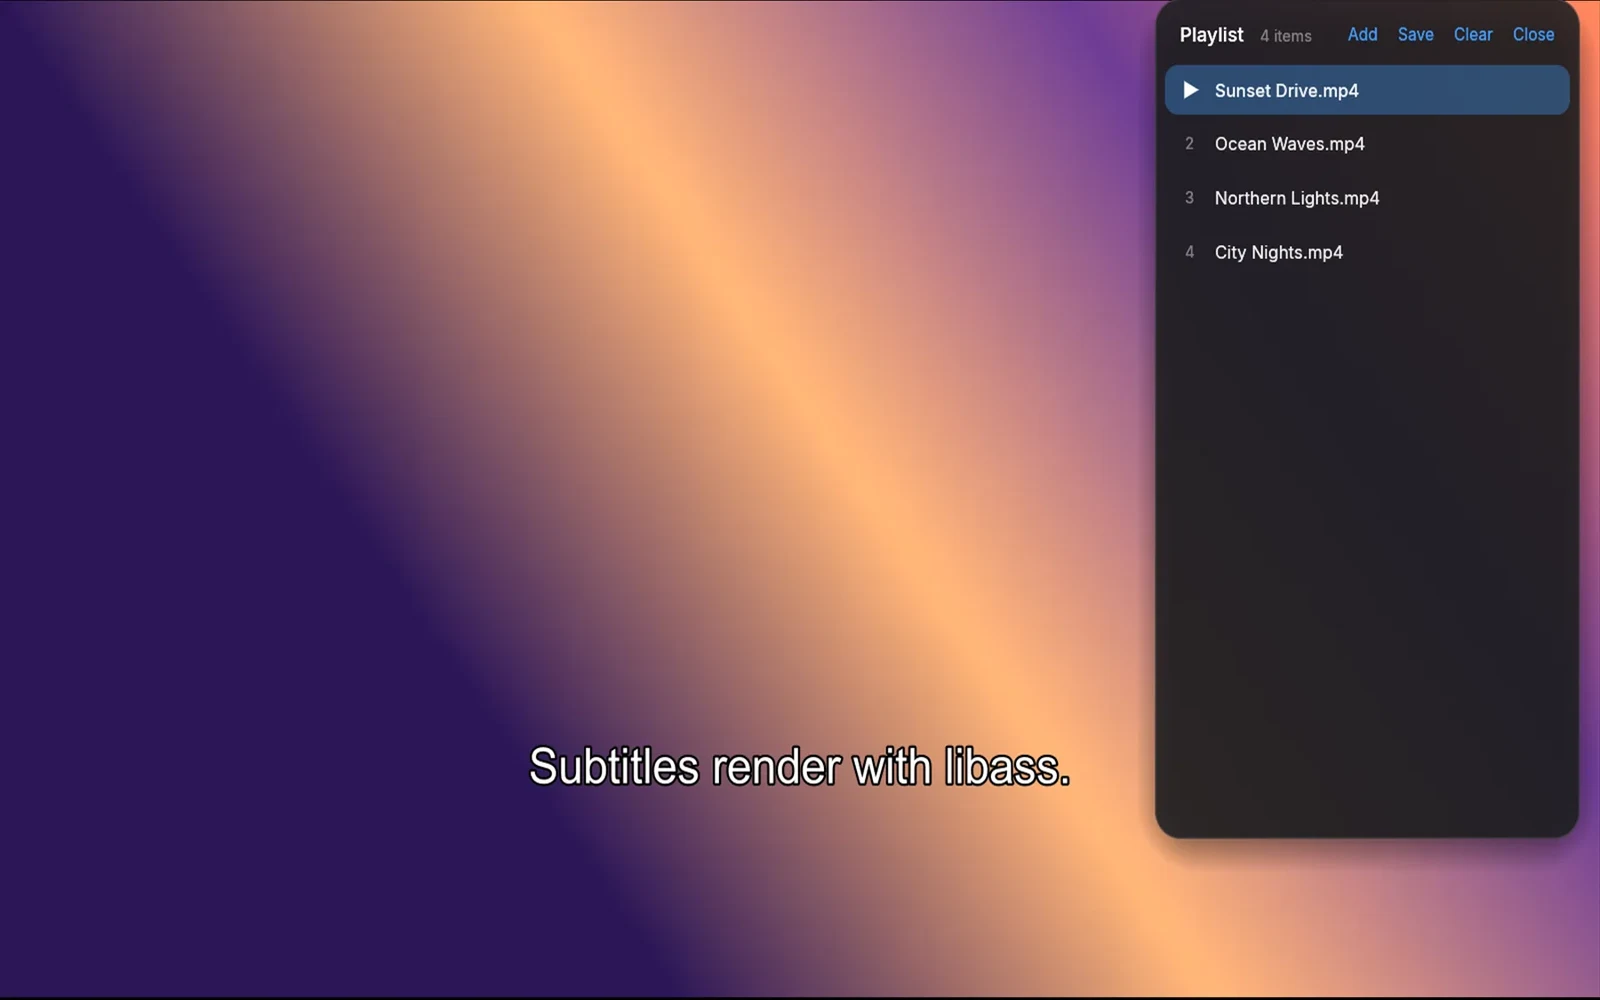 Playlist 4 items Add Save Clear Close
Sunset Drive.mp4
2 Ocean Waves.mp4
3 Northern Lights.mp4
4 City Nights.mp4
Subtitles render with libass.